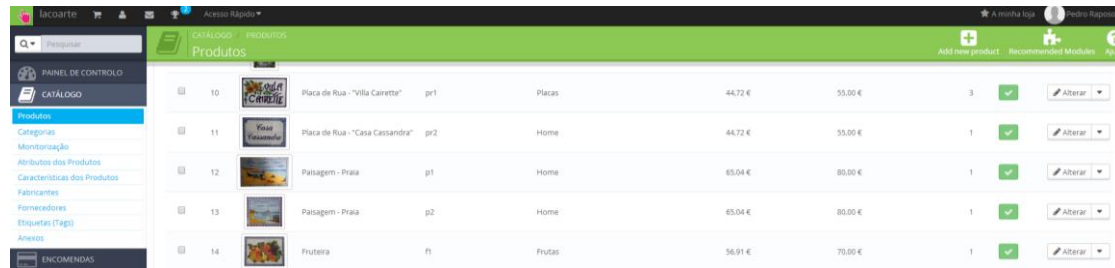 lacoarte 2 Acesso Rápido A minha loja Pedro Raposo
Pesquisar
CATÁLOGO / PRODUTOS
Produtos
Add new product Recommended Modules
PAINEL DE CONTROLO
CATÁLOGO
Produtos
Categorias
Monitorização
Atributos dos Produtos
Características dos Produtos
Fabricantes
Fornecedores
Etiquetas (Tags)
Anexos
ENCOMENDAS
10 Placa de Rua - "Villa Cairette" pr1 Placas 44,72 € 55,00 € 3 Alterar
11 Casa Cassandra Placa de Rua - "Casa Cassandra" pr2 Home 44,72 € 55,00 € 1 Alterar
12 Paisagem - Praia p1 Home 65,04 € 80,00 € 1 Alterar
13 Paisagem - Praia p2 Home 65,04 € 80,00 € 1 Alterar
14 Fruteira f1 Frutas 56,91 € 70,00 € 1 Alterar